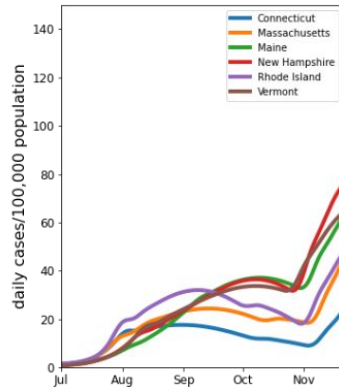 daily cases/100,000 population
140
120
100
80
60
40
20
0
Jul Aug Sep Oct Nov
Connecticut
Massachusetts
Maine
New Hampshire
Rhode Island
Vermont